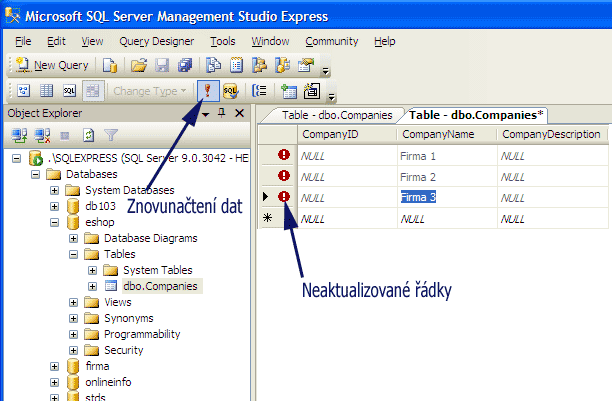 Microsoft SQL Server Management Studio Express
File Edit View Query Designer Tools Window Community Help
New Query
SQL Change Type SQL
Object Explorer
Table - dbo.Companies Table - dbo.Companies*
CompanyID CompanyName CompanyDescription
NULL Firma 1 NULL
NULL Firma 2 NULL
NULL Firma 3 NULL
NULL NULL NULL
.\SQLEXPRESS (SQL Server 9.0.3042 - HE
Databases
System Databases
db103
eshop
Database Diagrams
Tables
System Tables
dbo.Companies
Views
Synonyms
Programmability
Security
firma
onlineinfo
stds
Znovunačtení dat
Neaktualizované řádky